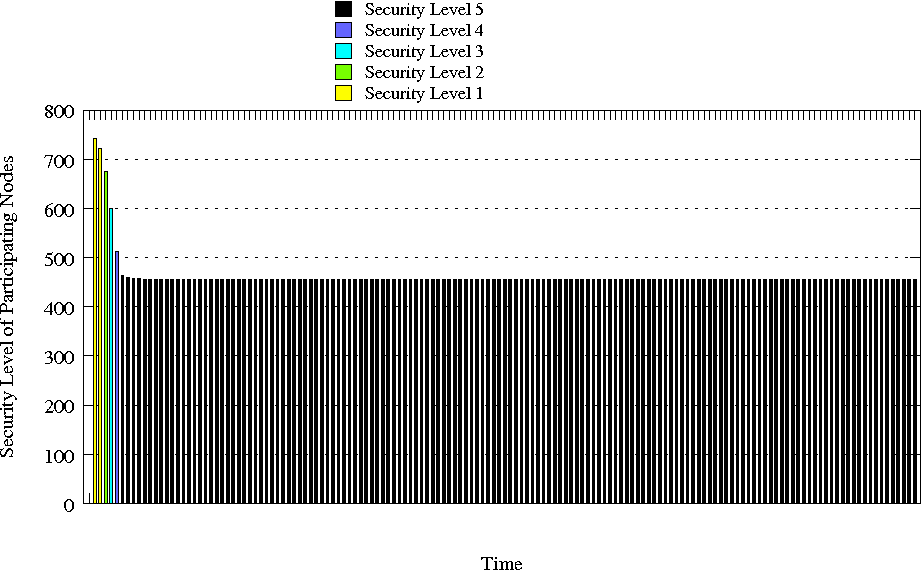 Security Level 5
Security Level 4
Security Level 3
Security Level 2
Security Level 1
Security Level of Participating Nodes
800
700
600
500
400
300
200
100
0
Time